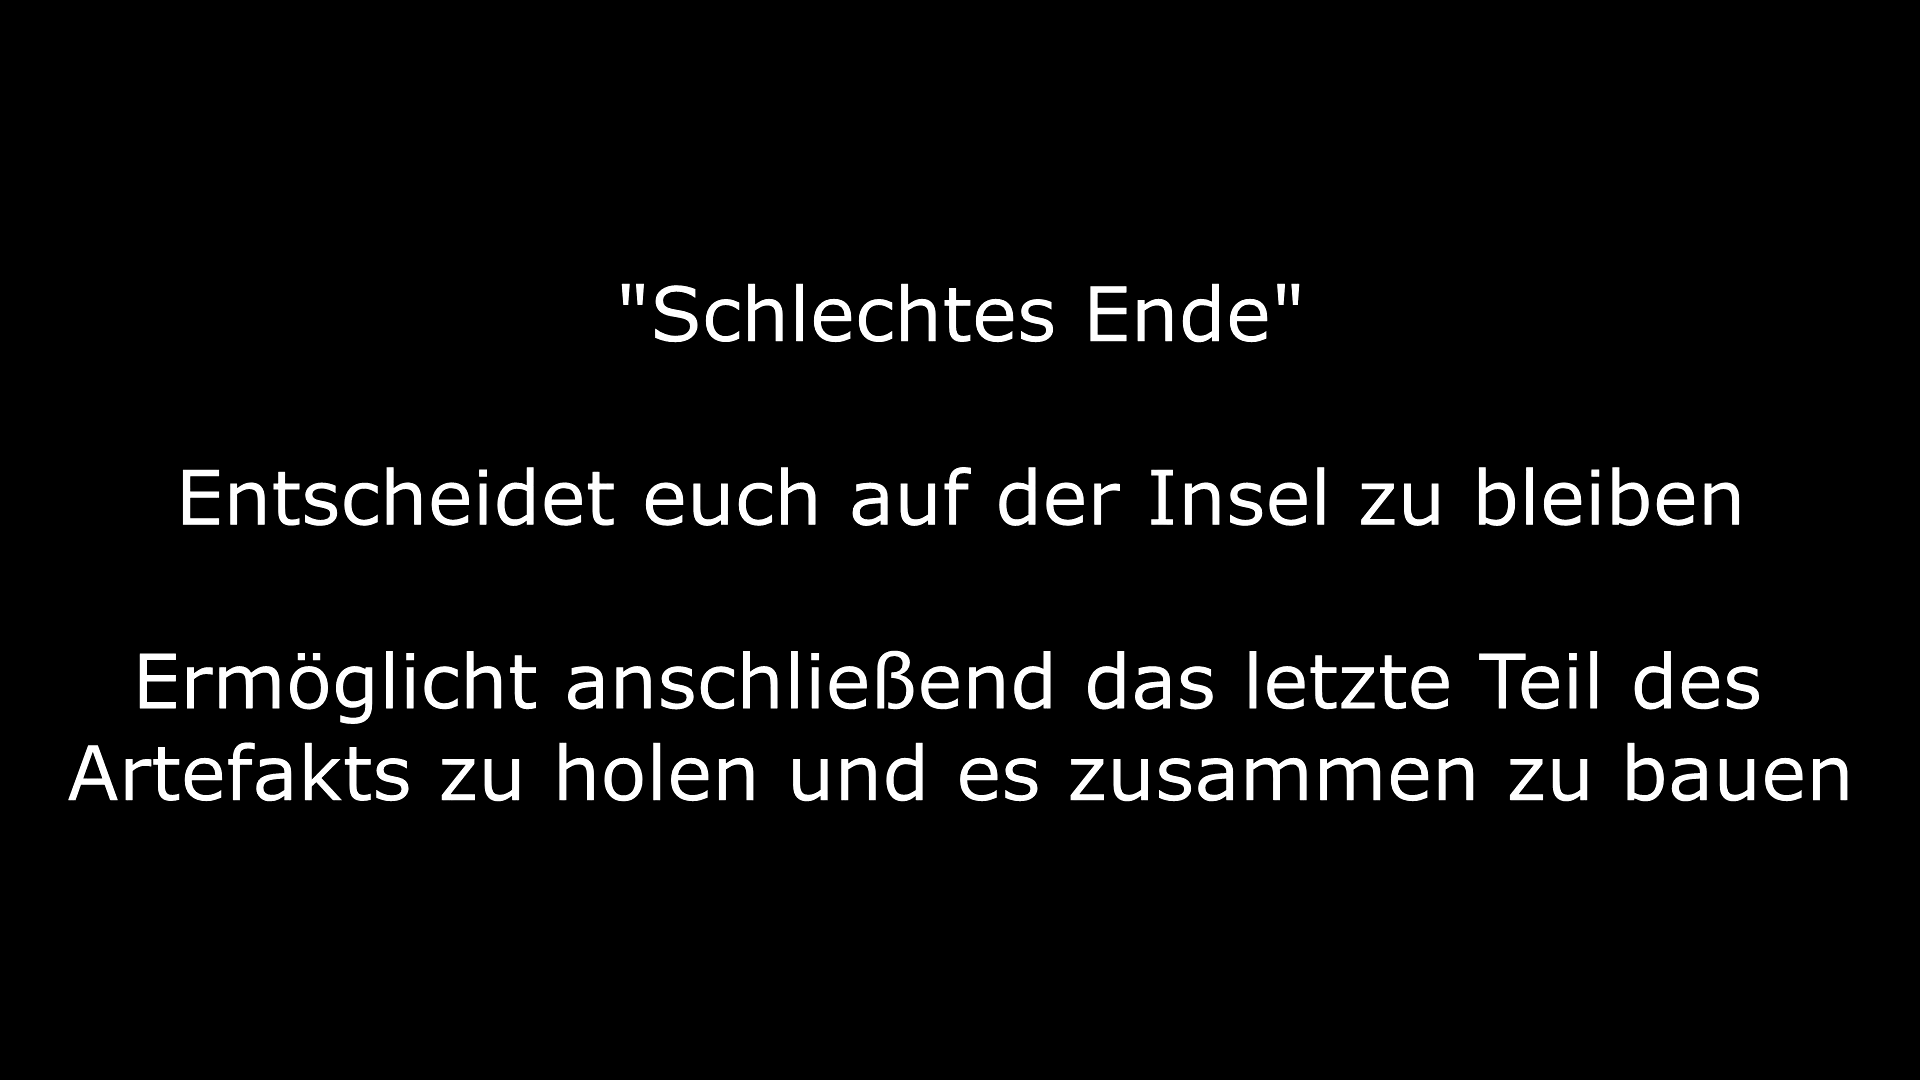 "Schlechtes Ende"
Entscheidet euch auf der Insel zu bleiben
Ermöglicht anschließend das letzte Teil des
Artefakts zu holen und es zusammen zu bauen